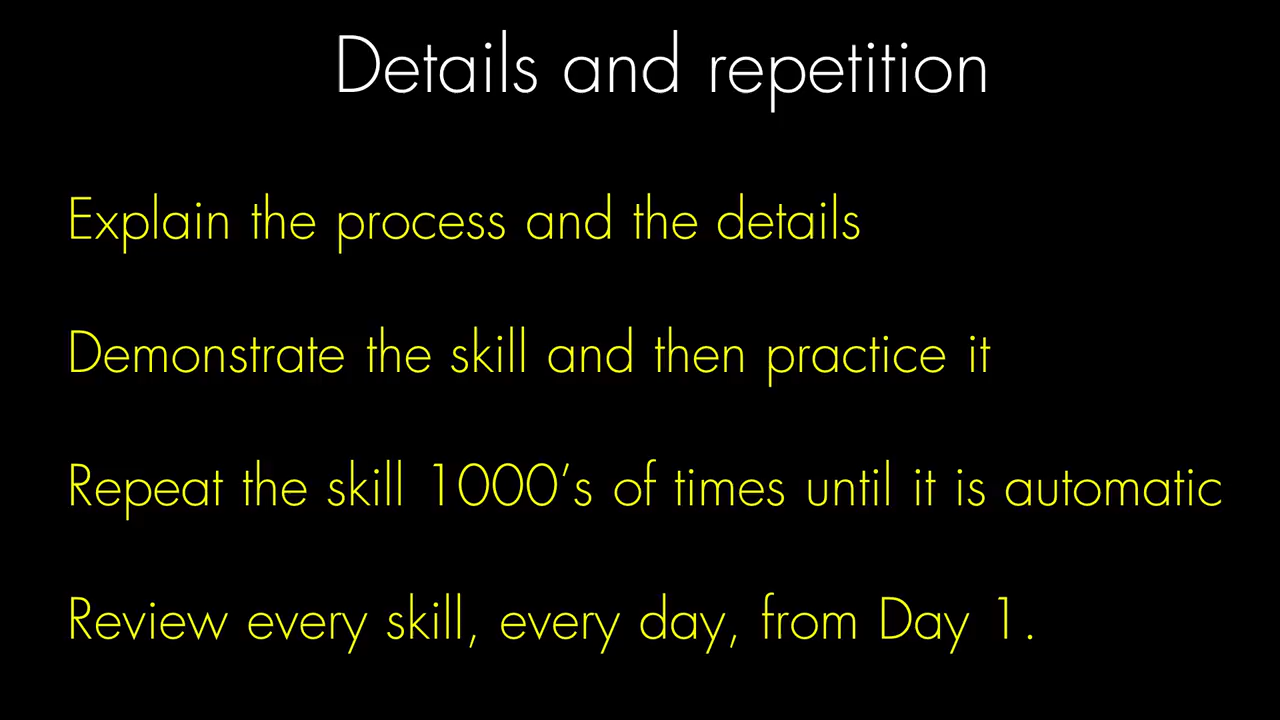 Details and repetition
Explain the process and the details
Demonstrate the skill and then practice it
Repeat the skill 1000’s of times until it is automatic
Review every skill, every day, from Day 1.